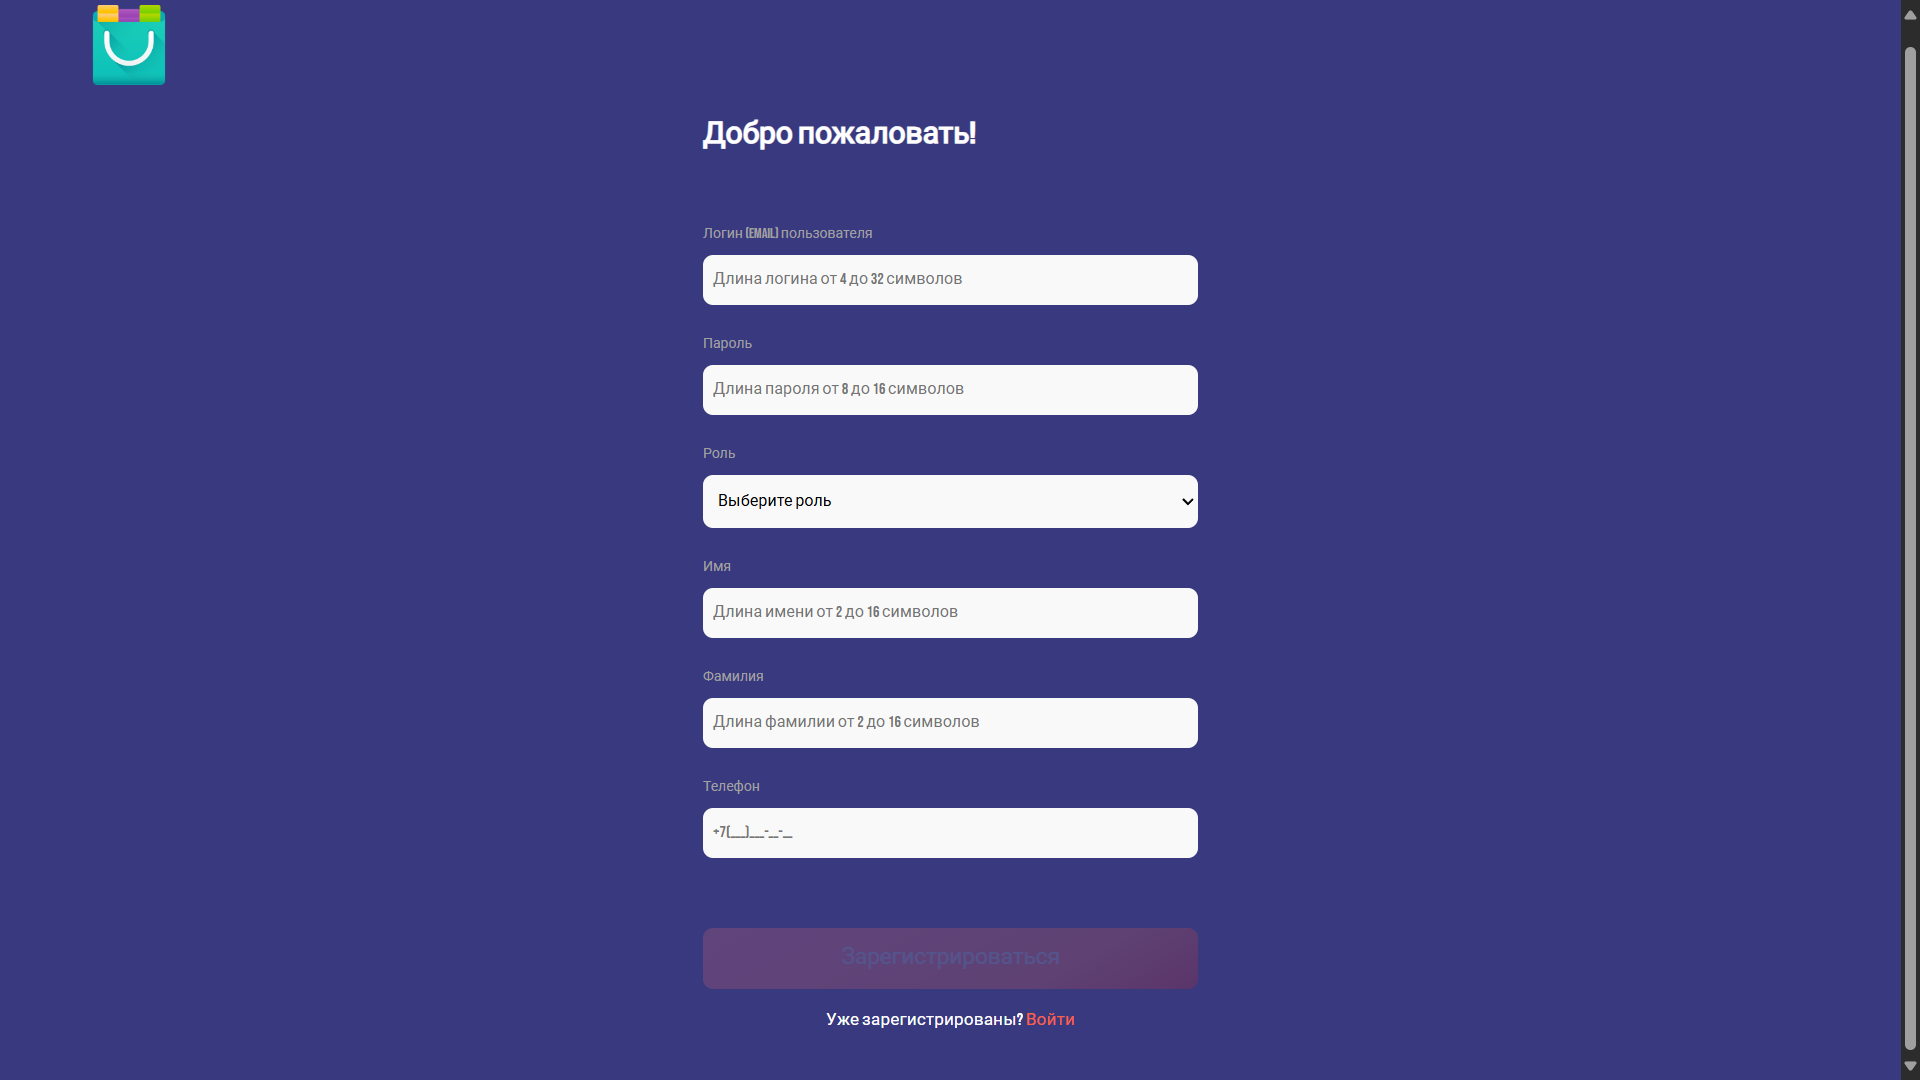 Добро пожаловать!
Логин (EMAIL) пользователя
Длина логина от 4 до 32 символов
Пароль
Длина пароля от 8 до 16 символов
Роль
Выберите роль
Имя
Длина имени от 2 до 16 символов
Фамилия
Длина фамилии от 2 до 16 символов
Телефон
+7(___)___-__-__
Зарегистрироваться
Уже зарегистрированы? Войти